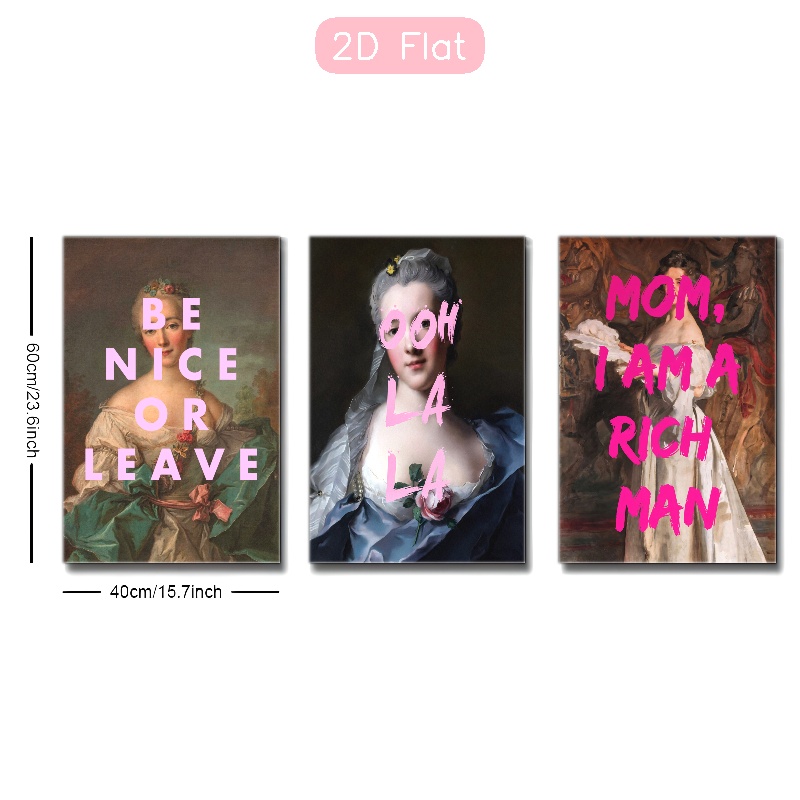 2D Flat
BE
NICE
OR
LEAVE
OOH
LA
LA
MOM,
I AM A
RICH
MAN
60cm/23.6inch
40cm/15.7inch